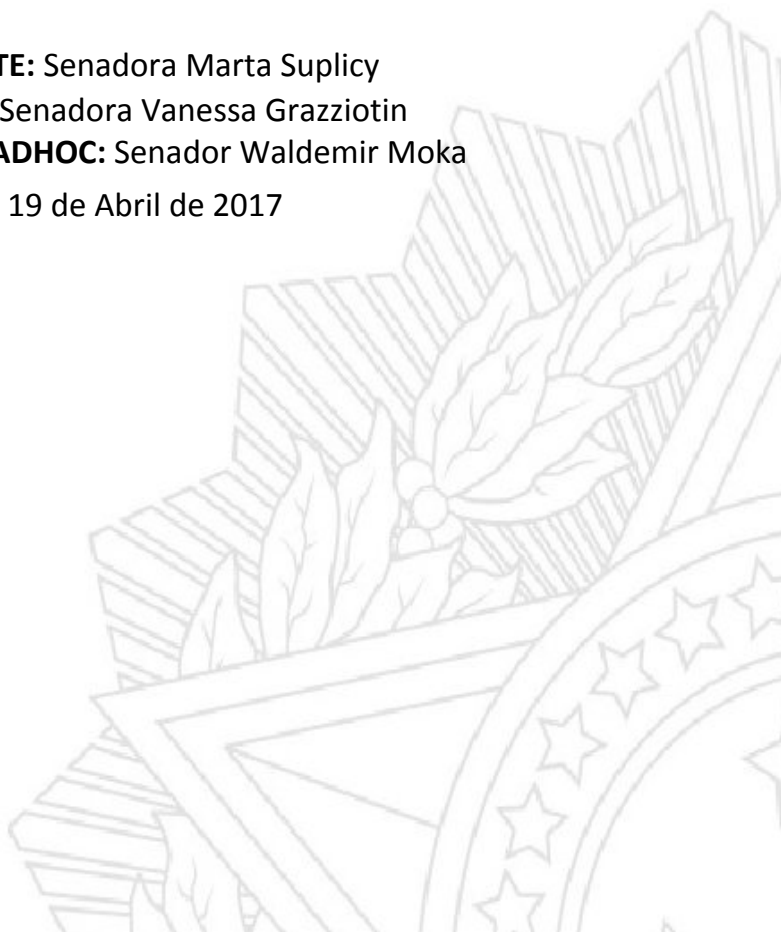 TE: Senadora Marta Suplicy
Senadora Vanessa Grazziotin
ADHOC: Senador Waldemir Moka
19 de Abril de 2017